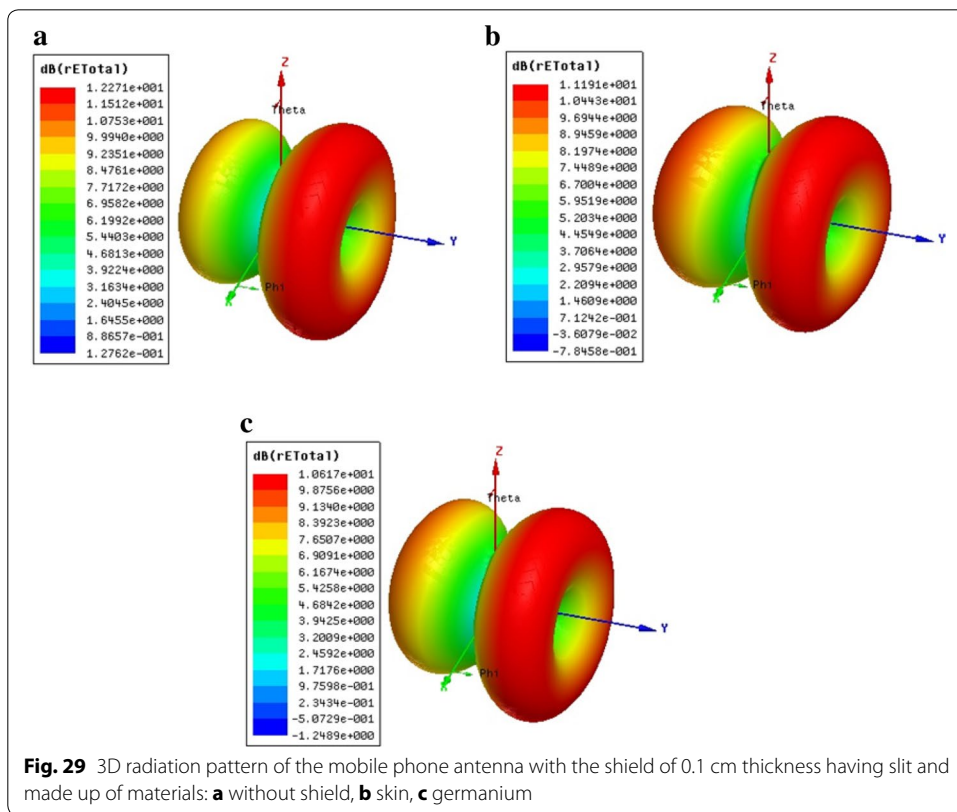 a
dB(rETotal)
1.2271e+001
1.1512e+001
1.0753e+001
9.9940e+000
9.2351e+000
8.4761e+000
7.7172e+000
6.9582e+000
6.1992e+000
5.4403e+000
4.6813e+000
3.9224e+000
3.1634e+000
2.4045e+000
1.6455e+000
8.8657e-001
1.2762e-001
Z
Theta
Y
Phi
X
b
dB(rETotal)
1.1191e+001
1.0443e+001
9.6944e+000
8.9459e+000
8.1974e+000
7.4489e+000
6.7004e+000
5.9519e+000
5.2034e+000
4.4549e+000
3.7064e+000
2.9579e+000
2.2094e+000
1.4609e+000
7.1242e-001
-3.6079e-002
-7.8458e-001
Z
Theta
Y
Phi
X
c
dB(rETotal)
1.0617e+001
9.8756e+000
9.1340e+000
8.3923e+000
7.6507e+000
6.9091e+000
6.1674e+000
5.4258e+000
4.6842e+000
3.9425e+000
3.2009e+000
2.4592e+000
1.7176e+000
9.7598e-001
2.3434e-001
-5.0729e-001
-1.2489e+000
Z
Theta
Y
Phi
X
Fig. 29 3D radiation pattern of the mobile phone antenna with the shield of 0.1 cm thickness having slit and
made up of materials: a without shield, b skin, c germanium